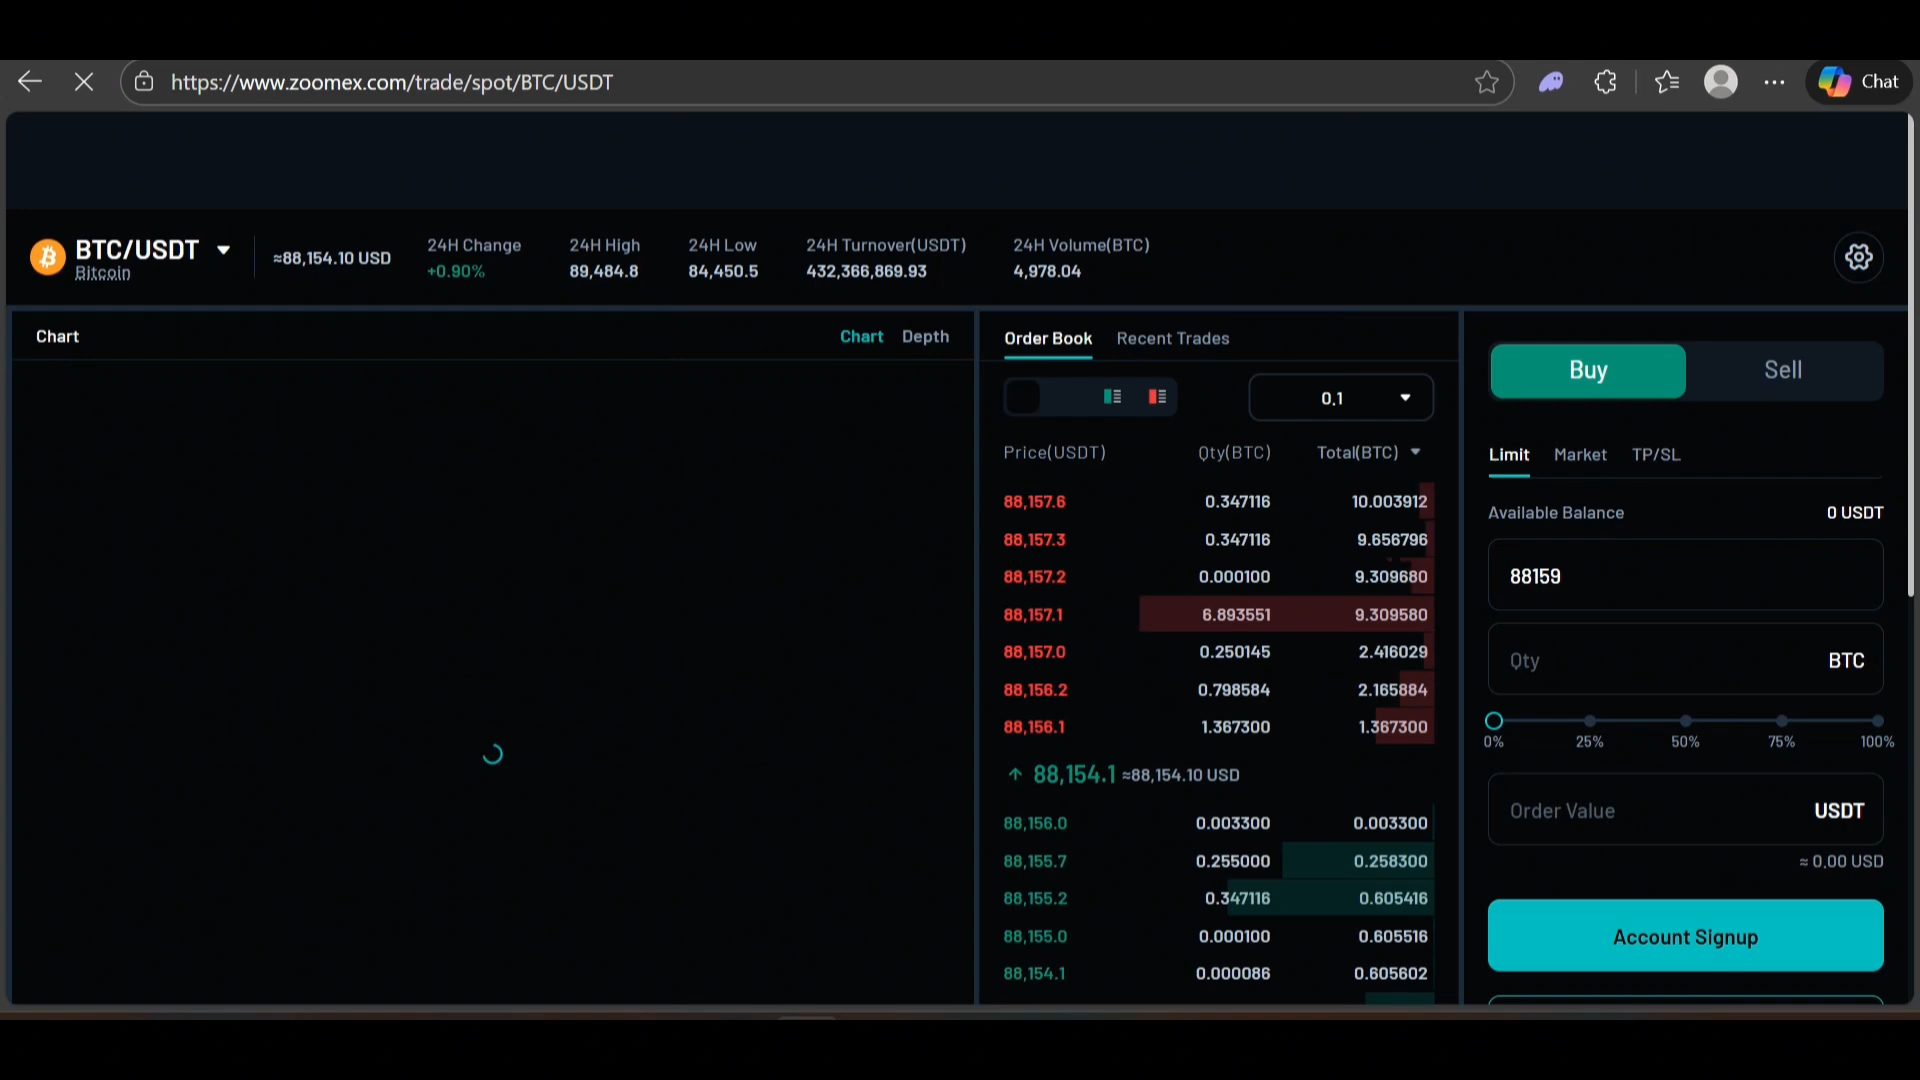 https://www.zoomex.com/trade/spot/BTC/USDT
Chat
BTC/USDT
Bitcoin
≈88,154.10 USD
24H Change
+0.90%
24H High
89,484.8
24H Low
84,450.5
24H Turnover(USDT)
432,366,869.93
24H Volume(BTC)
4,978.04
Chart
Chart Depth
Order Book Recent Trades
0.1
Price(USDT) Qty(BTC) Total(BTC)
88,157.6 0.347116 10.003912
88,157.3 0.347116 9.656796
88,157.2 0.000100 9.309680
88,157.1 6.893551 9.309580
88,157.0 0.250145 2.416029
88,156.2 0.798584 2.165884
88,156.1 1.367300 1.367300
88,154.1 ≈88,154.10 USD
88,156.0 0.003300 0.003300
88,155.7 0.255000 0.258300
88,155.2 0.347116 0.605416
88,155.0 0.000100 0.605516
88,154.1 0.000086 0.605602
Buy Sell
Limit Market TP/SL
Available Balance 0 USDT
88159
Qty BTC
0% 25% 50% 75% 100%
Order Value USDT
≈ 0.00 USD
Account Signup